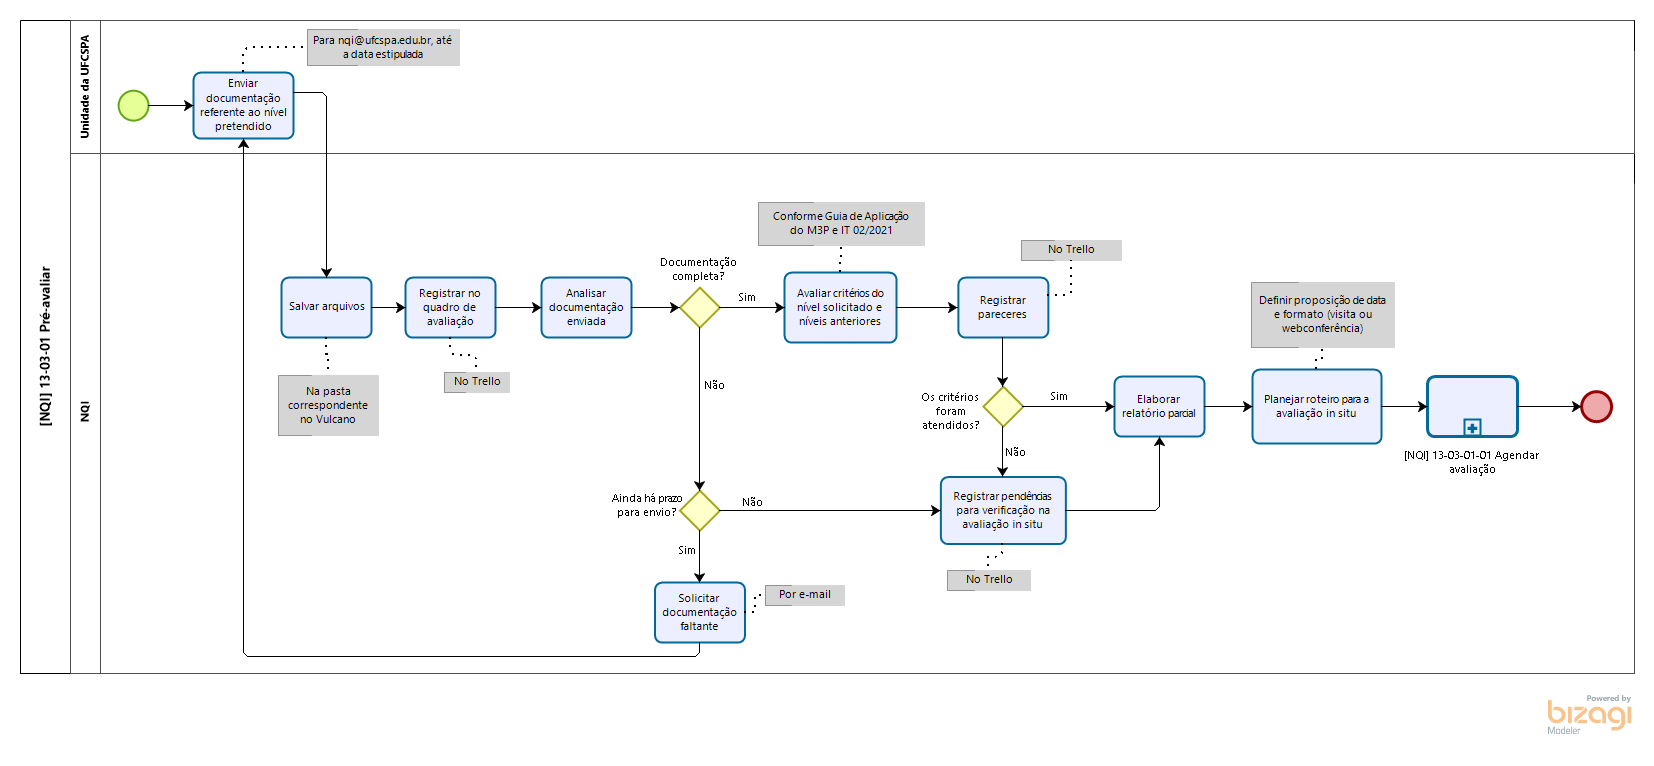 [NQI] 13-03-01 Pré-avaliar
Unidade da UFCSPA
Para nqi@ufcspa.edu.br, até
a data estipulada
Enviar
documentação
referente ao nível
pretendido
NQI
Salvar arquivos
Na pasta
correspondente
no Vulcano
Registrar no
quadro de
avaliação
No Trello
Analisar
documentação
enviada
Documentação
completa?
Sim
Não
Conforme Guia de Aplicação
do M3P e IT 02/2021
Avaliar critérios do
nível solicitado e
níveis anteriores
Registrar
pareceres
No Trello
Os critérios
foram
atendidos?
Sim
Não
Elaborar
relatório parcial
Definir proposição de data
e formato (visita ou
webconferência)
Planejar roteiro para a
avaliação in situ
[NQI] 13-03-01-01 Agendar
avaliação
Ainda há prazo
para envio?
Não
Sim
Registrar pendências
para verificação na
avaliação in situ
No Trello
Solicitar
documentação
faltante
Por e-mail
Powered by
bizagi
Modeler